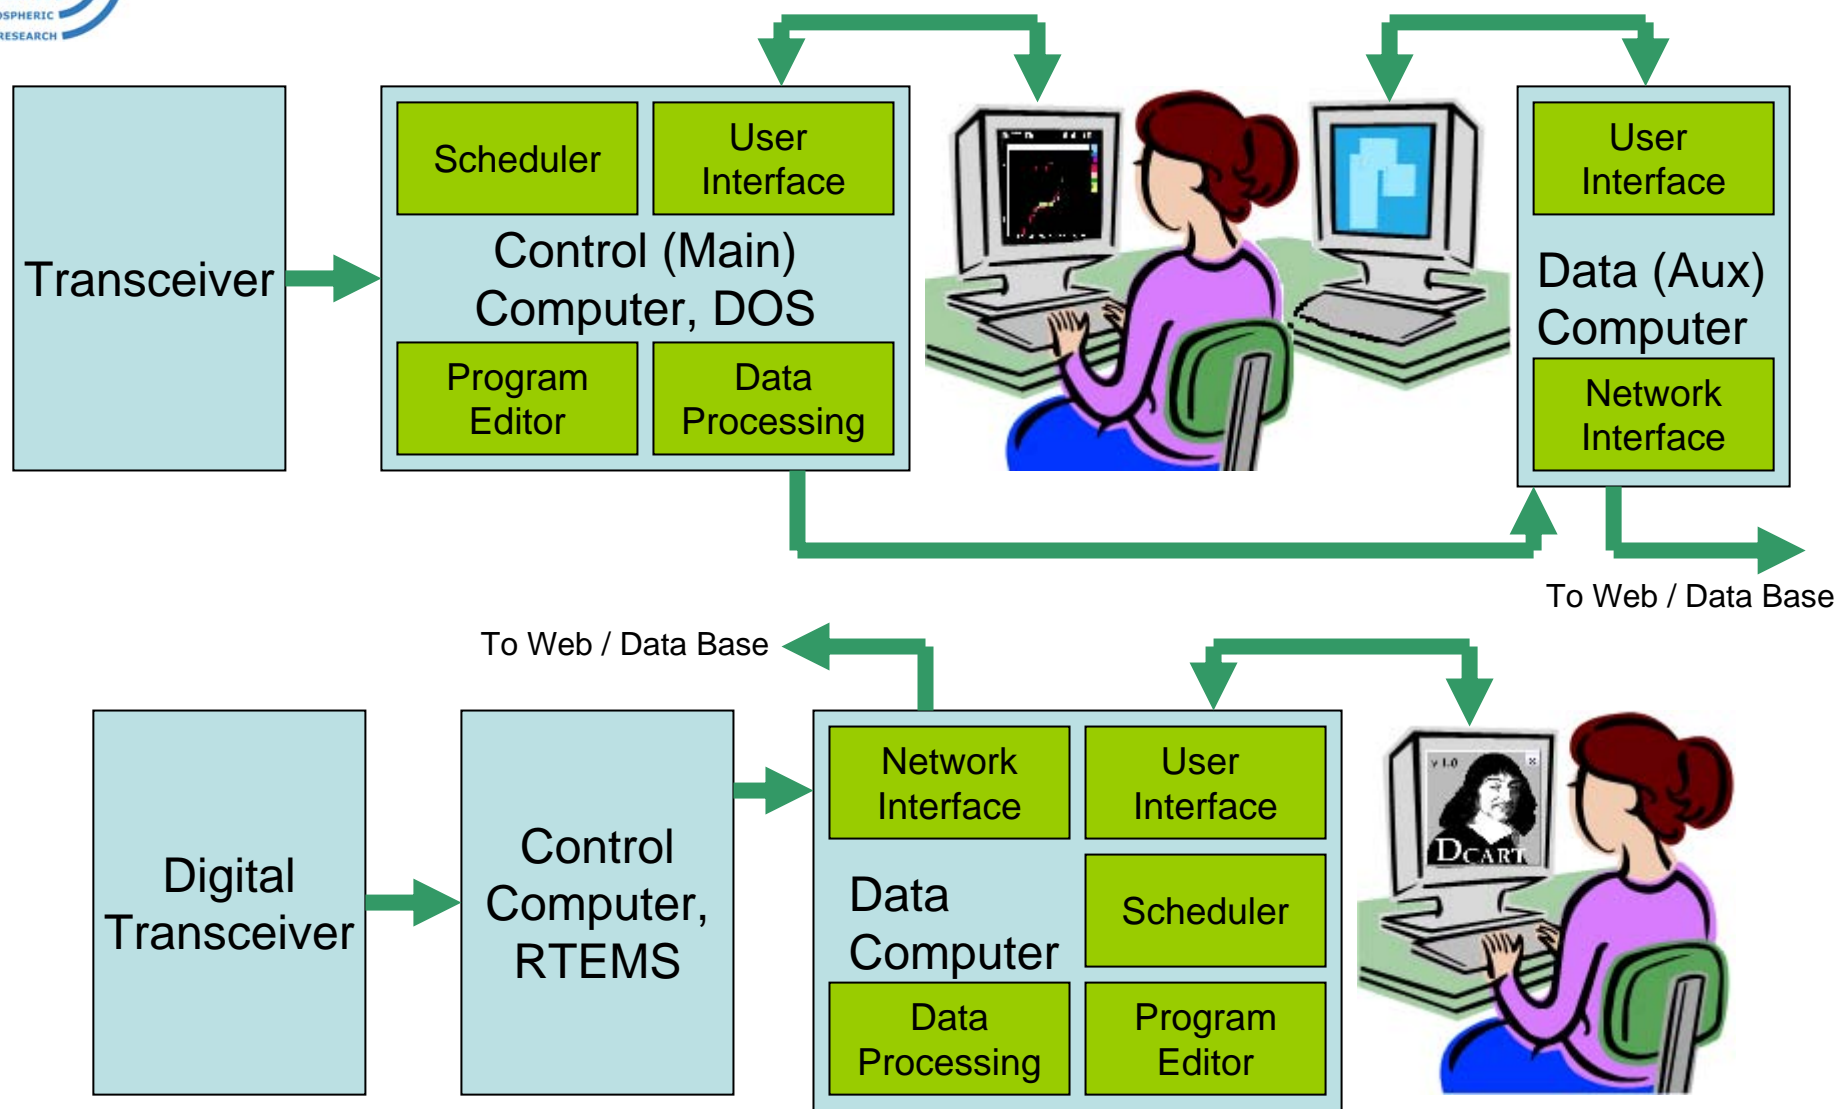 OSPHERIC
RESEARCH
Transceiver
Scheduler
User
Interface
Control (Main)
Computer, DOS
Program
Editor
Data
Processing
User
Interface
Data (Aux)
Computer
Network
Interface
To Web / Data Base
To Web / Data Base
Digital
Transceiver
Control
Computer,
RTEMS
Network
Interface
User
Interface
Data
Computer
Scheduler
Data
Processing
Program
Editor
v 1.0
DCART